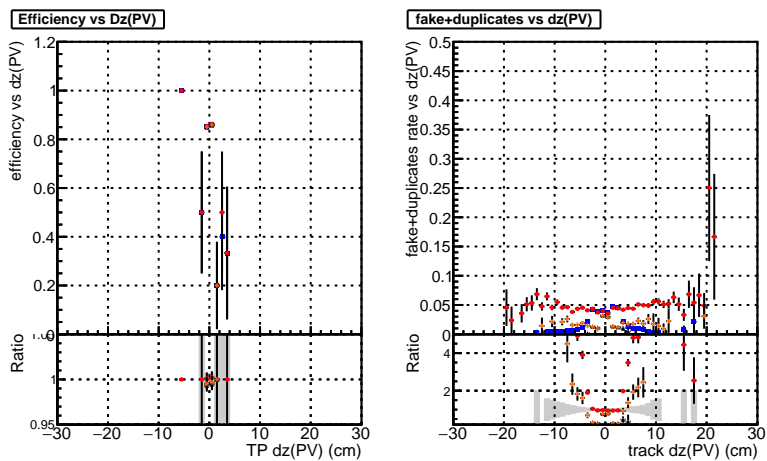 Efficiency vs Dz(PV)
efficiency vs dz(PV)
1.2
1
0.8
0.6
0.4
0.2
0
Ratio
1
0.95
−30 −20 −10 0 10 20 30
TP dz(PV) (cm)
fake+duplicates vs dz(PV)
fake+duplicates rate vs dz(PV)
0.5
0.45
0.4
0.35
0.3
0.25
0.2
0.15
0.1
0.05
0
Ratio
4
2
−30 −20 −10 0 10 20 30
track dz(PV) (cm)